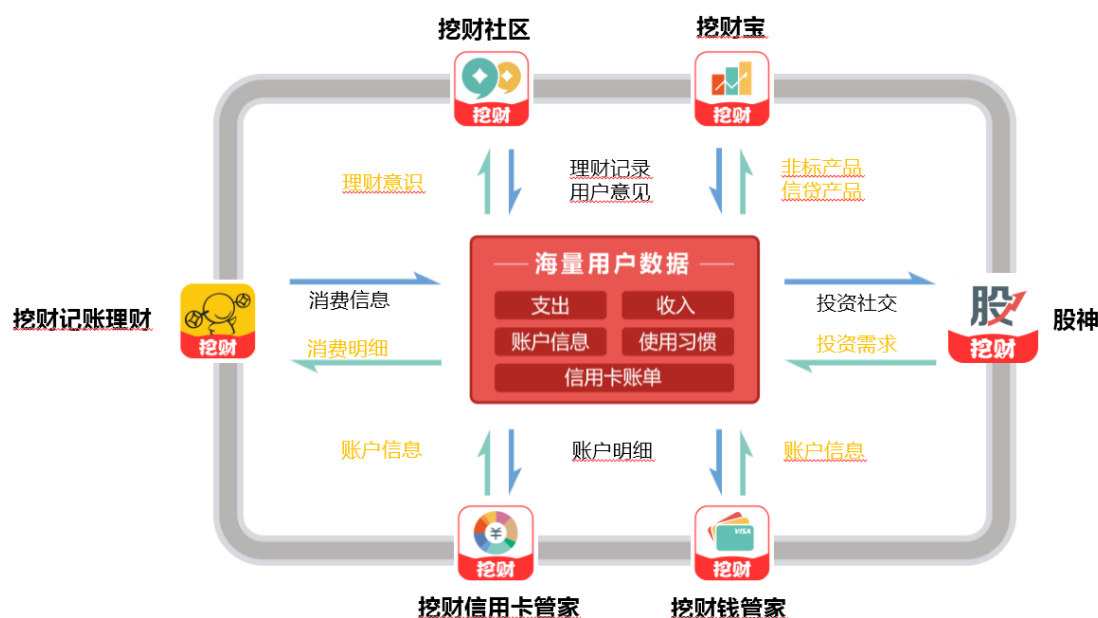 挖财社区
挖财宝
挖财
挖财
理财意识
理财记录
用户意见
非标产品
信贷产品
海量用户数据
支出
收入
账户信息
使用习惯
信用卡账单
挖财记账理财
挖财
消费信息
消费明细
投资社交
投资需求
股
挖财
股神
账户信息
账户明细
账户信息
¥
挖财
VISA
挖财
挖财信用卡管家
挖财钱管家